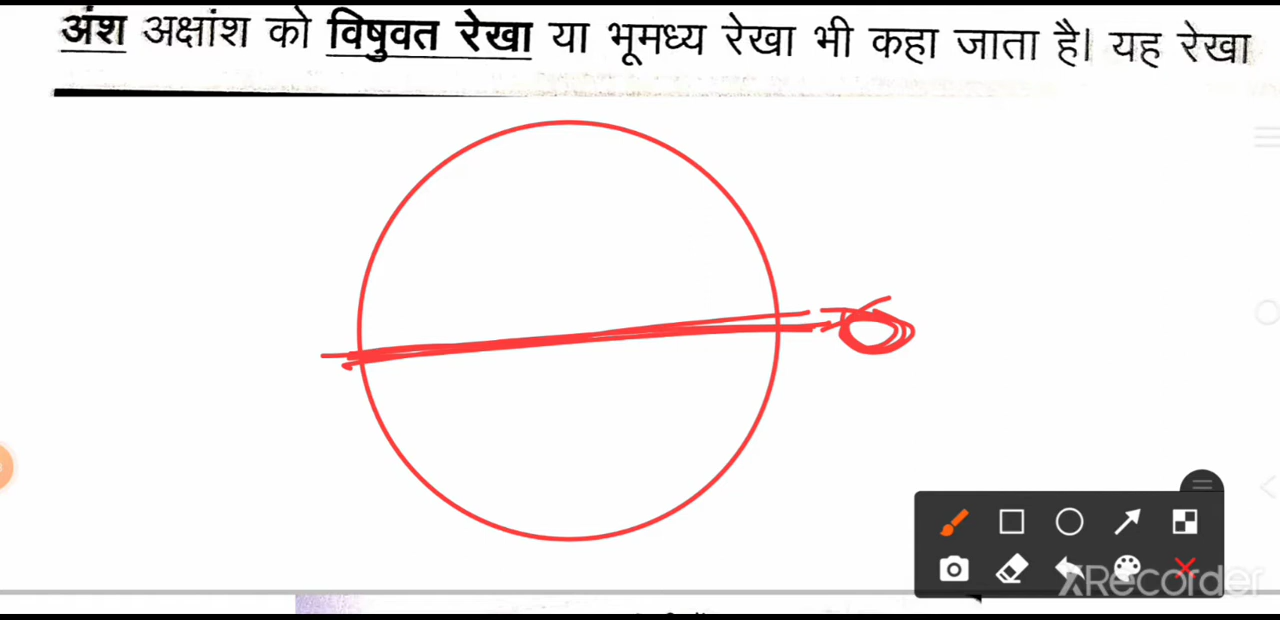 अंश अक्षांश को विषुवत रेखा या भूमध्य रेखा भी कहा जाता है। यह रेखा
XRecorder